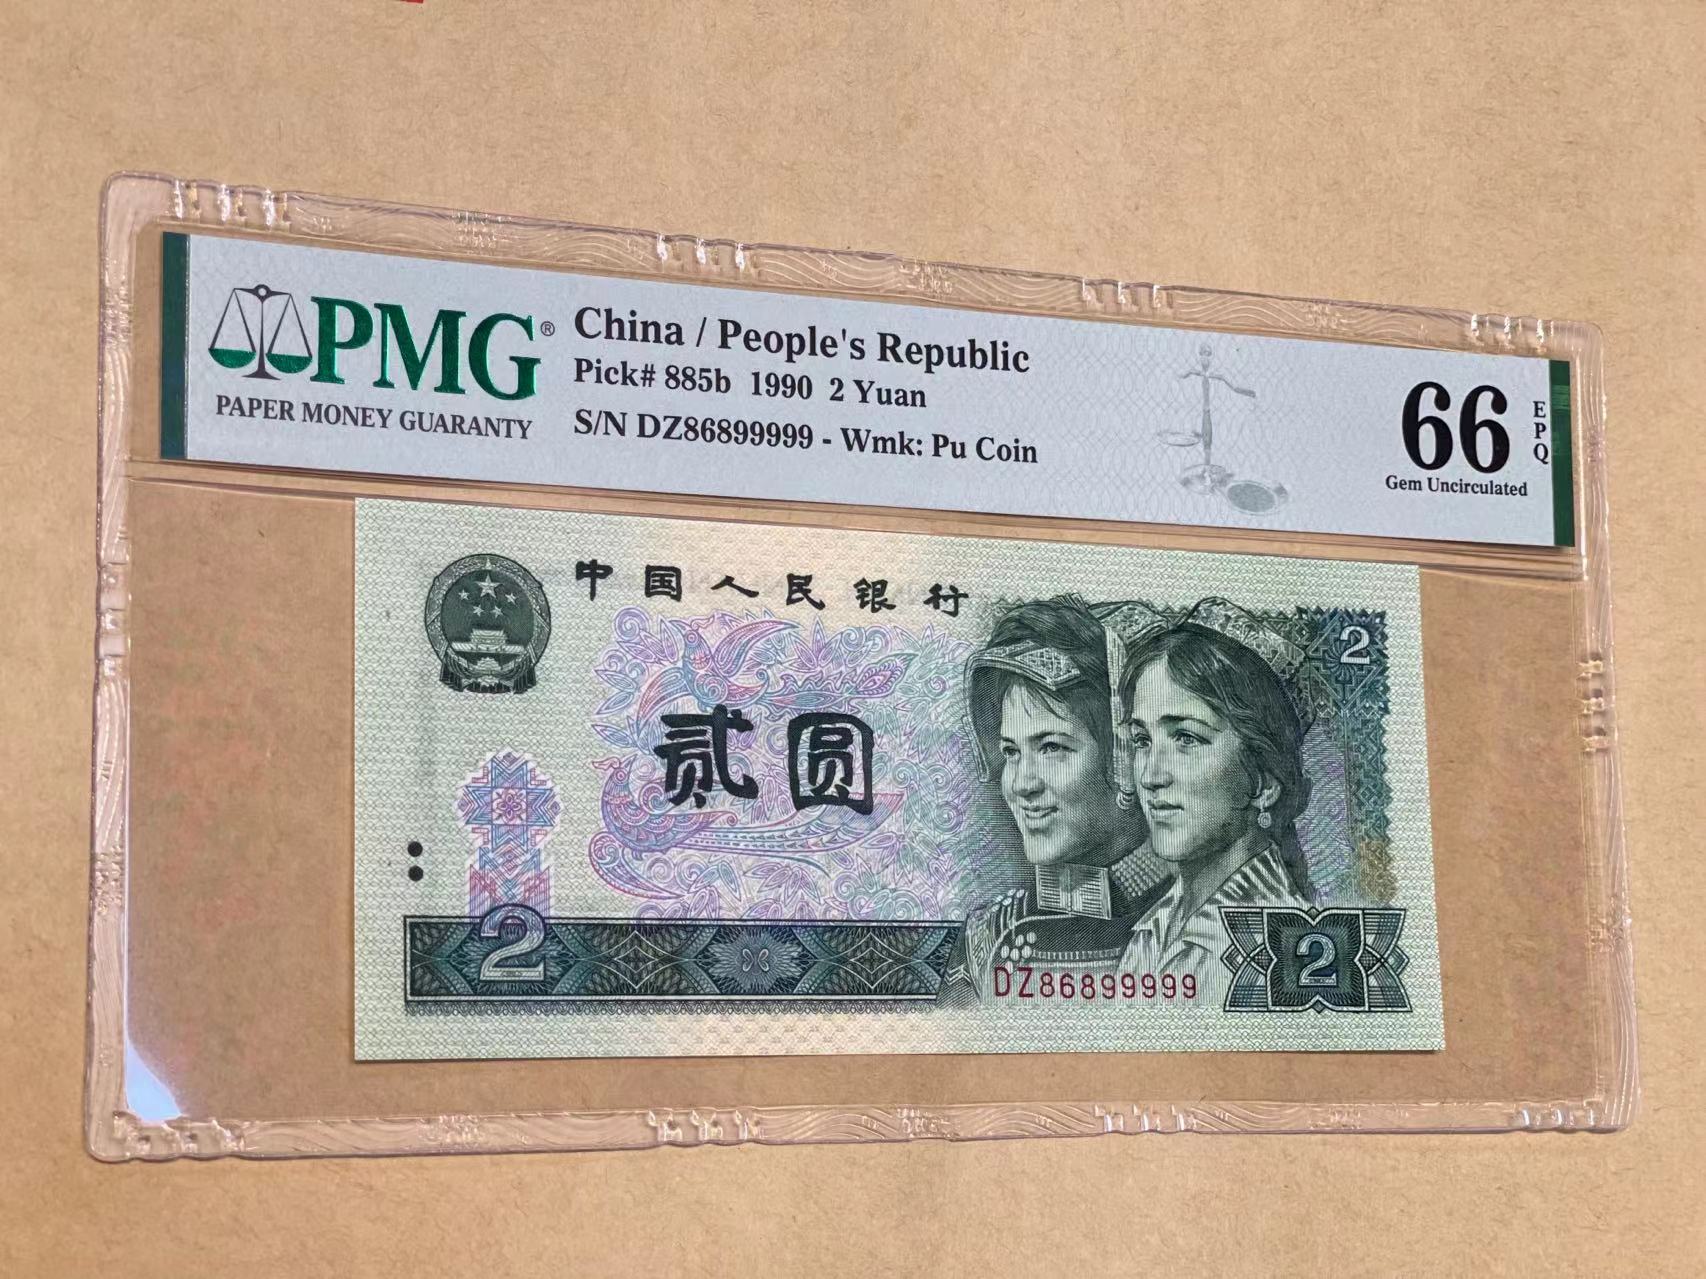 PMG®
PAPER MONEY GUARANTY
China / People's Republic
Pick# 885b 1990 2 Yuan
S/N DZ86899999 - Wmk: Pu Coin
66
EPQ
Gem Uncirculated
中国人民银行
2
贰圆
2
DZ86899999
2